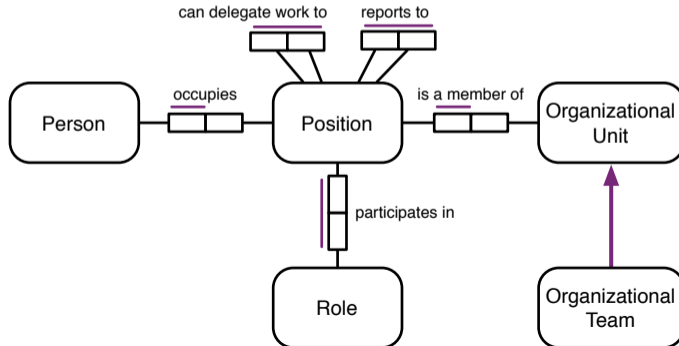 can delegate work to
reports to
occupies
is a member of
Person
Position
Organizational
Unit
participates in
Role
Organizational
Team